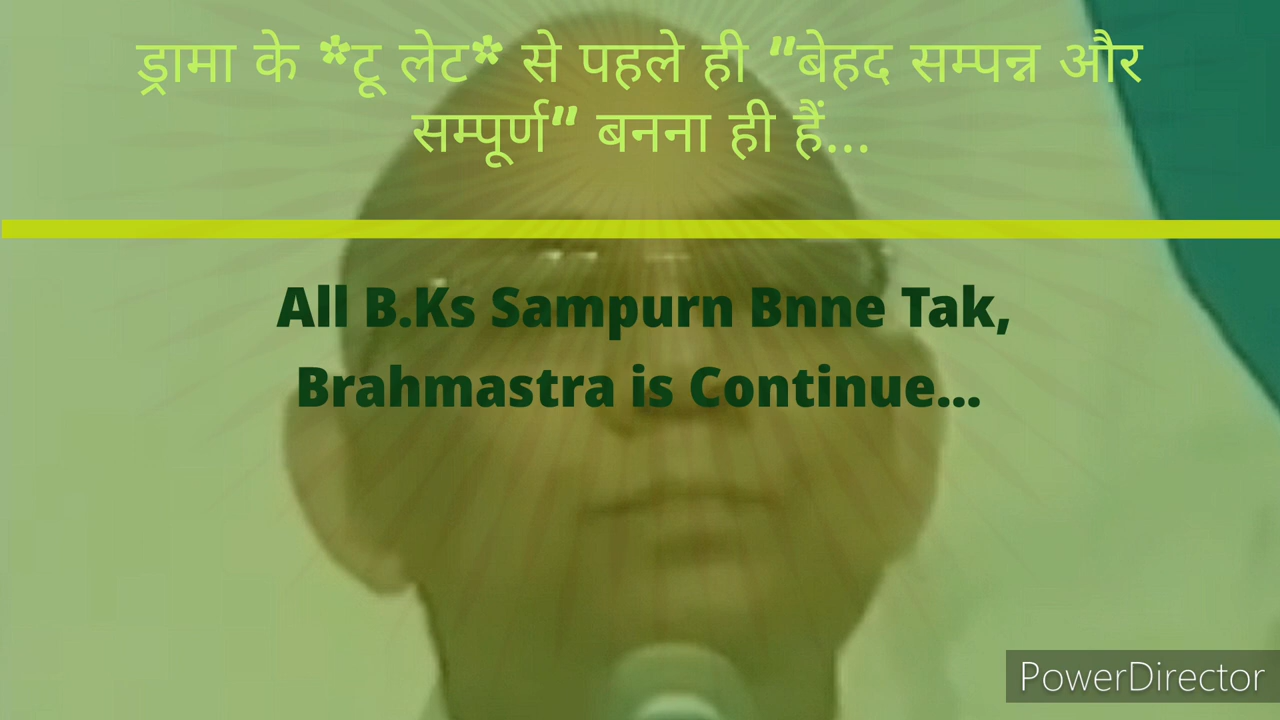 ड्रामा के *टू लेट* से पहले ही "बेहद सम्पन्न और
सम्पूर्ण" बनना ही हैं...
All B.Ks Sampurn Bnne Tak,
Brahmastra is Continue...
PowerDirector